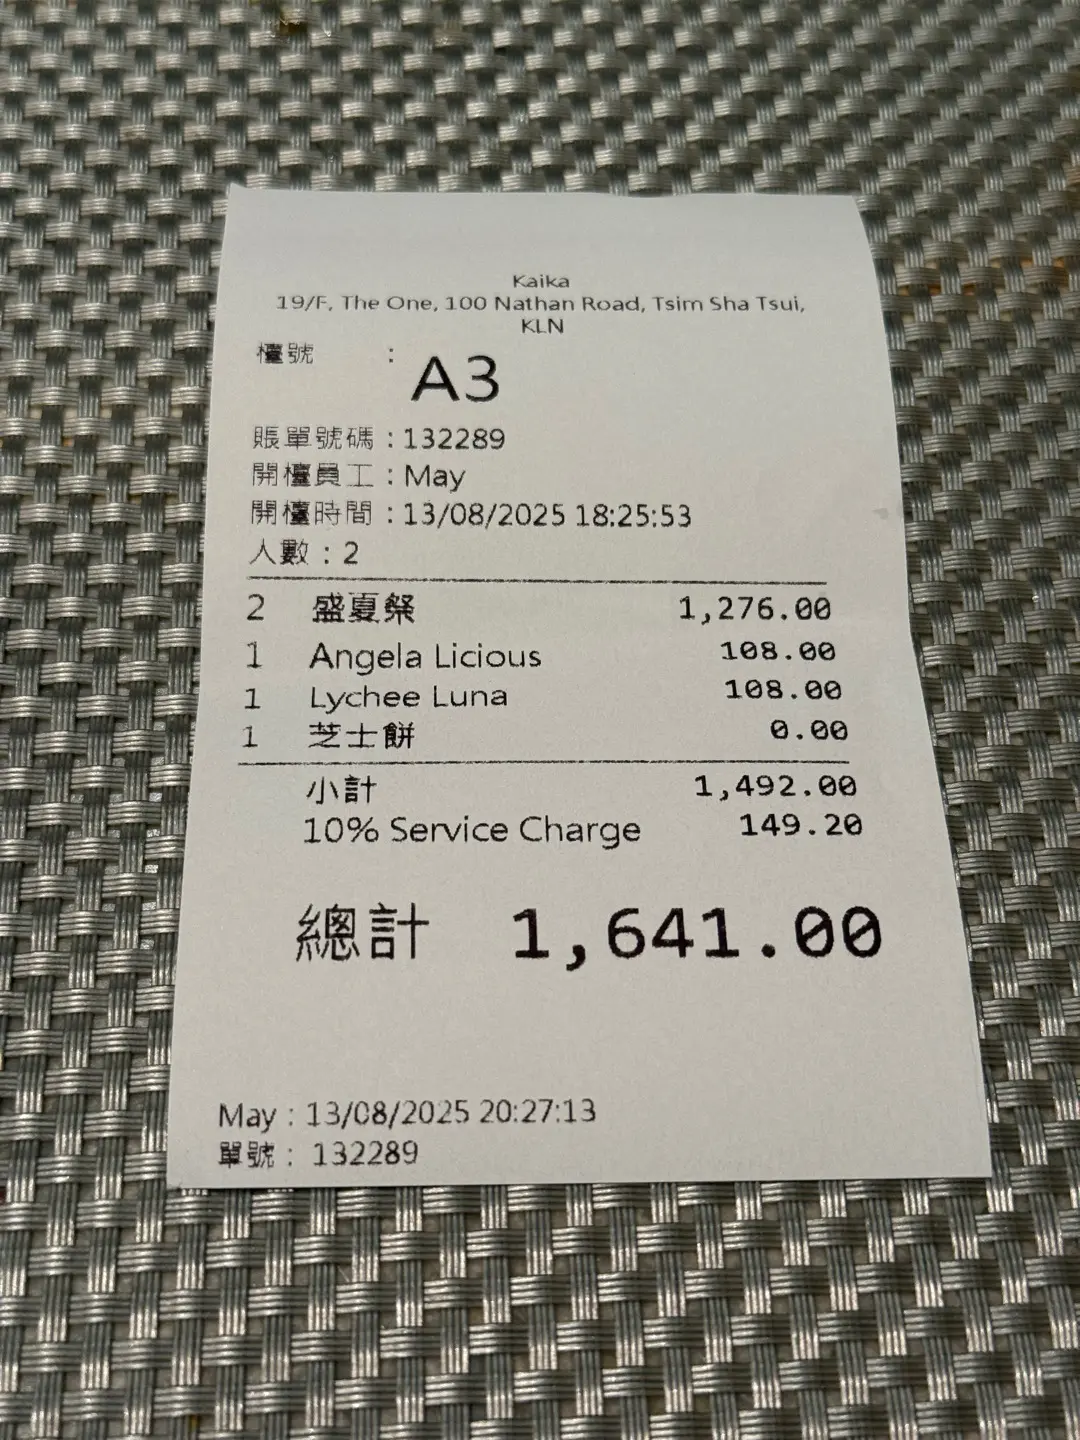 Kaika
19/F, The One, 100 Nathan Road, Tsim Sha Tsui,
KLN
檯號 : A3
賬單號碼 : 132289
開檯員工 : May
開檯時間 : 13/08/2025 18:25:53
人數 : 2
2 盛夏祭 1,276.00
1 Angela Licious 108.00
1 Lychee Luna 108.00
1 芝士餅 0.00
小計 1,492.00
10% Service Charge 149.20
總計 1,641.00
May : 13/08/2025 20:27:13
單號 : 132289